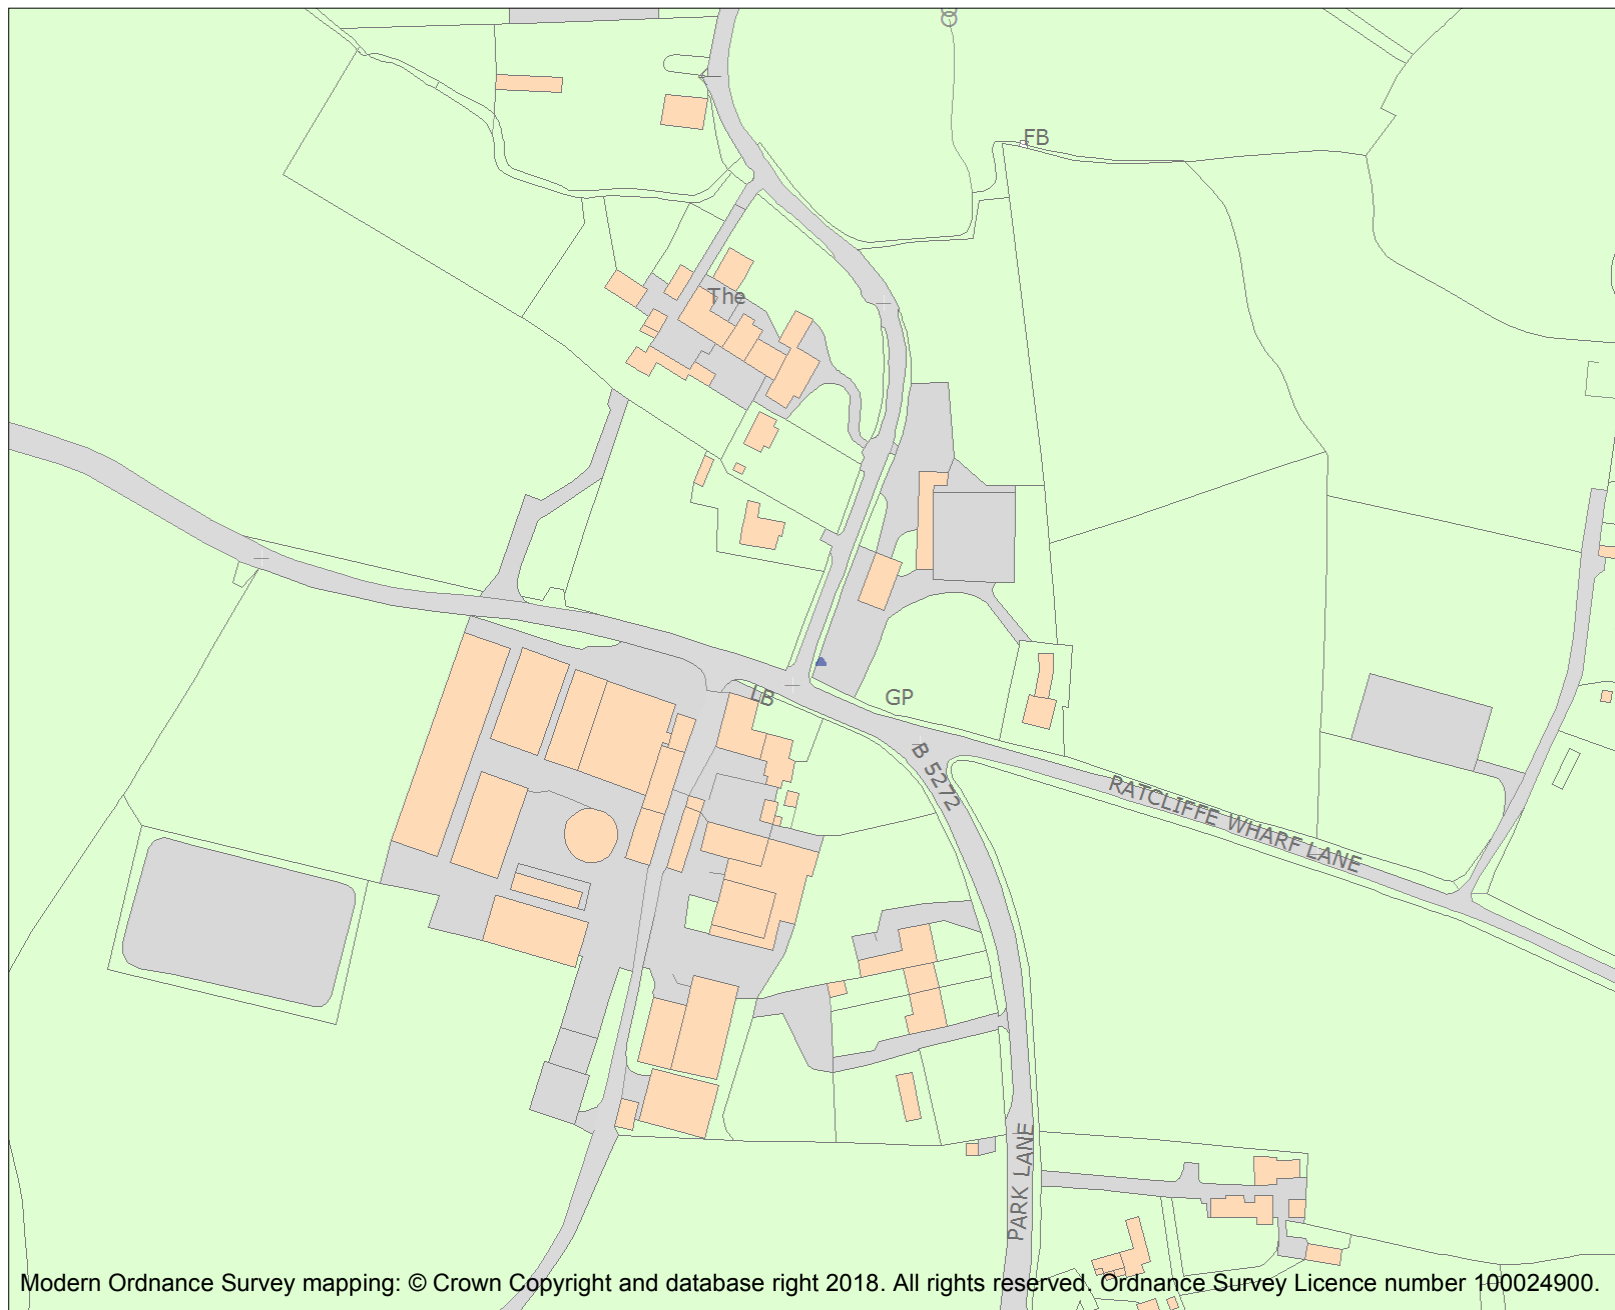 FB
The
LB
GP
B 5272
RATCLIFFE WHARF LANE
PARK LANE
Modern Ordnance Survey mapping: © Crown Copyright and database right 2018. All rights reserved. Ordnance Survey Licence number 100024900.